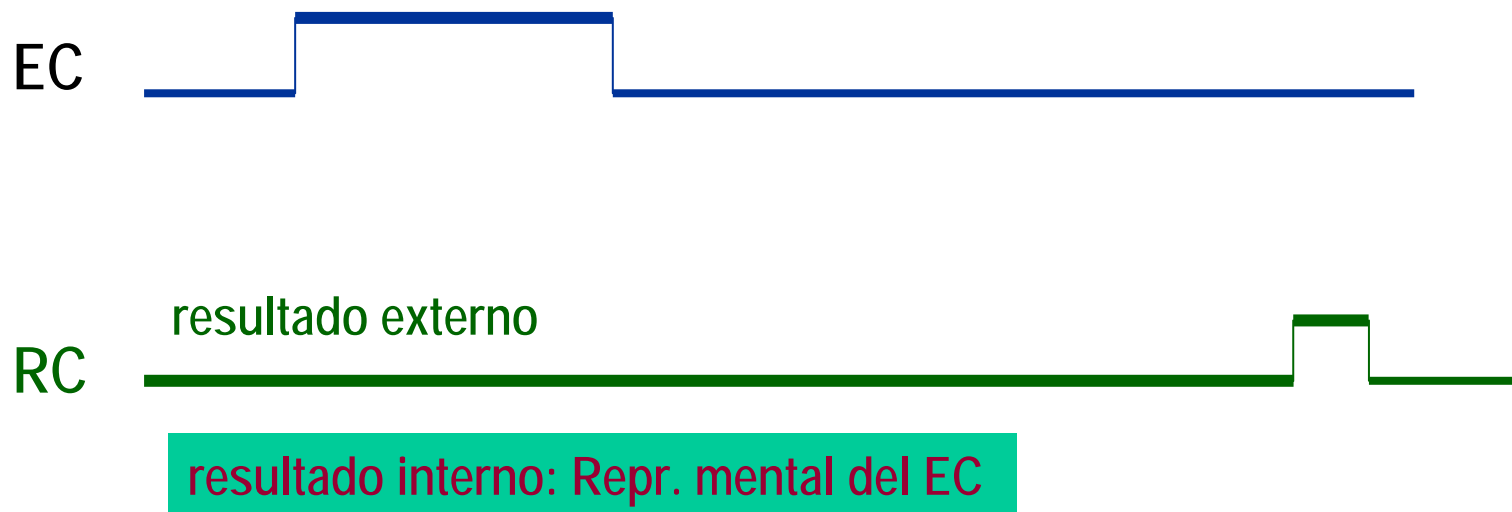 EC
resultado externo
RC
resultado interno: Repr. mental del EC